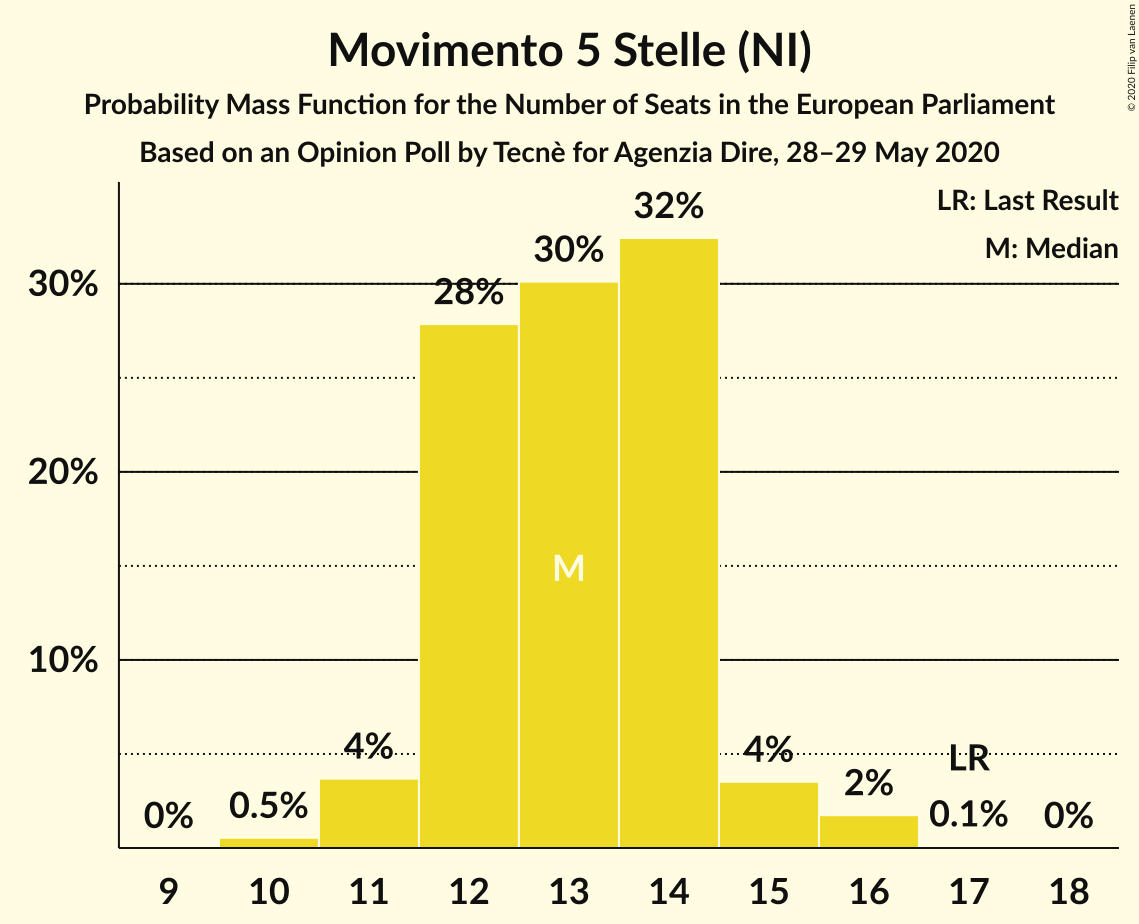 Movimento 5 Stelle (NI)
Probability Mass Function for the Number of Seats in the European Parliament
Based on an Opinion Poll by Tecnè for Agenzia Dire, 28–29 May 2020
© 2020 Filip van Laenen
LR: Last Result
M: Median
30%
20%
10%
0%
0.5%
4%
28%
30%
32%
4%
2%
LR
0.1%
0%
M
9 10 11 12 13 14 15 16 17 18